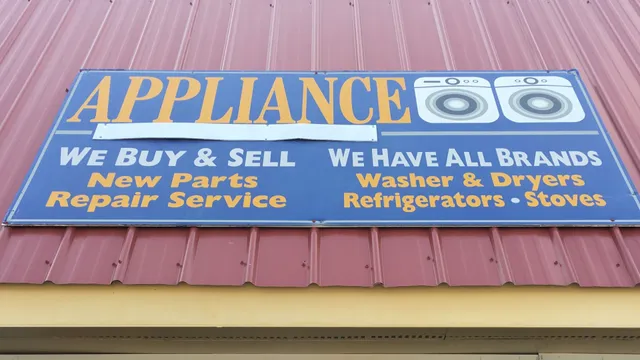 APPLIANCE
WE BUY & SELL
New Parts
Repair Service
WE HAVE ALL BRANDS
Washer & Dryers
Refrigerators • Stoves